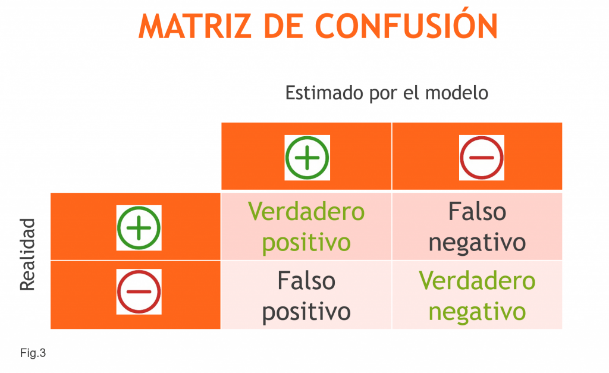 MATRIZ DE CONFUSIÓN
Estimado por el modelo
Realidad
Verdadero
positivo
Falso
negativo
Falso
positivo
Verdadero
negativo
Fig.3